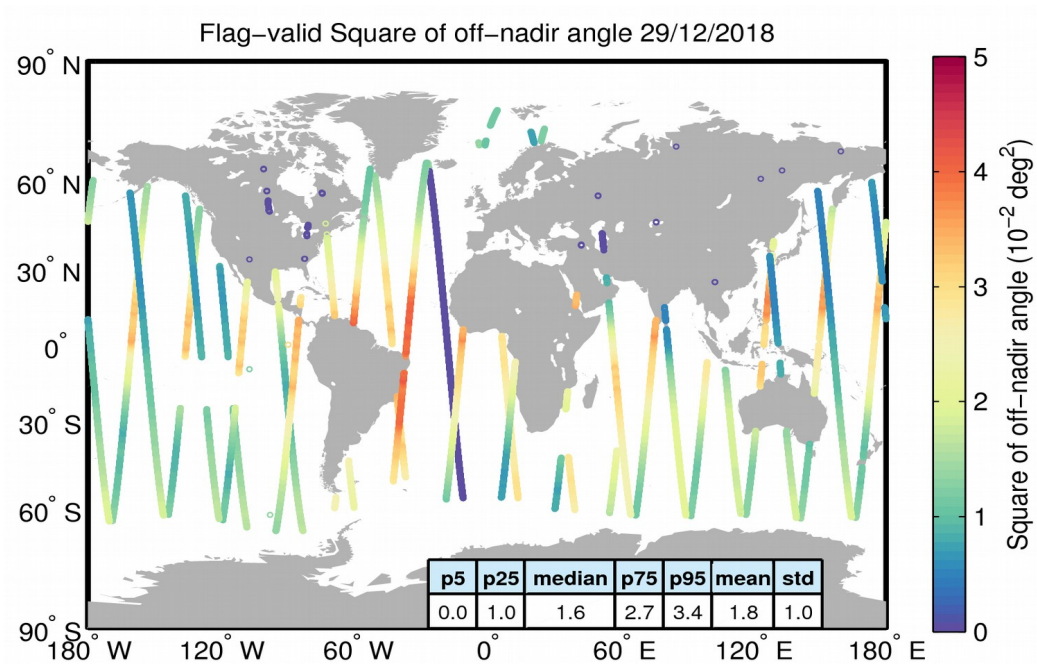 Flag−valid Square of off−nadir angle 29/12/2018
90° N
60° N
30° N
0°
30° S
60° S
90° S
180° W
120° W
60° W
0°
60° E
120° E
180° E
p5 p25 median p75 p95 mean std
0.0 1.0 1.6 2.7 3.4 1.8 1.0
5
4
3
2
1
0
Square of off−nadir angle (10⁻² deg²)